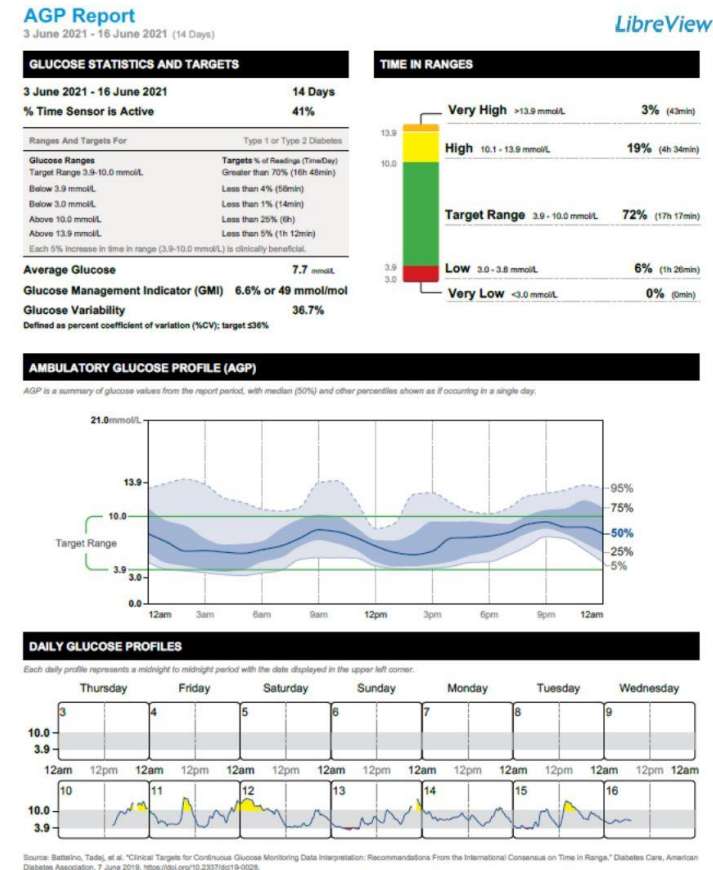 AGP Report
LibreView
3 June 2021 - 16 June 2021 (14 Days)
GLUCOSE STATISTICS AND TARGETS
3 June 2021 - 16 June 2021 14 Days
% Time Sensor is Active 41%
Ranges And Targets For Type 1 or Type 2 Diabetes
Glucose Ranges Targets % of Readings (Time/Day)
Target Range 3.9-10.0 mmol/L Greater than 70% (16h 48min)
Below 3.9 mmol/L Less than 4% (58min)
Below 3.0 mmol/L Less than 1% (14min)
Above 10.0 mmol/L Less than 25% (6h)
Above 13.9 mmol/L Less than 5% (1h 12min)
Each 5% increase in time in range (3.9-10.0 mmol/L) is clinically beneficial.
Average Glucose 7.7 mmol/L
Glucose Management Indicator (GMI) 6.6% or 49 mmol/mol
Glucose Variability 36.7%
Defined as percent coefficient of variation (%CV); target ≤36%
TIME IN RANGES
Very High >13.9 mmol/L 3% (43min)
13.9
High 10.1 - 13.9 mmol/L 19% (4h 34min)
10.0
Target Range 3.9 - 10.0 mmol/L 72% (17h 17min)
3.9
Low 3.0 - 3.8 mmol/L 6% (1h 26min)
3.0
Very Low <3.0 mmol/L 0% (0min)
AMBULATORY GLUCOSE PROFILE (AGP)
AGP is a summary of glucose values from the report period, with median (50%) and other percentiles shown as if occurring in a single day.
21.0 mmol/L
13.9
95%
75%
10.0
50%
Target Range
25%
5%
3.9
3.0
0.0
12am 3am 6am 9am 12pm 3pm 6pm 9pm 12am
DAILY GLUCOSE PROFILES
Each daily profile represents a midnight to midnight period with the date displayed in the upper left corner.
Thursday Friday Saturday Sunday Monday Tuesday Wednesday
3 4 5 6 7 8 9
10.0
3.9
12am 12pm 12am 12pm 12am 12pm 12am 12pm 12am 12pm 12am 12pm 12am 12pm 12am
10 11 12 13 14 15 16
10.0
3.9
Source: Battelino, Tadej, et al. "Clinical Targets for Continuous Glucose Monitoring Data Interpretation: Recommendations From the International Consensus on Time in Range." Diabetes Care, American
Diabetes Association, 7 June 2019, https://doi.org/10.2337/dci19-0028.